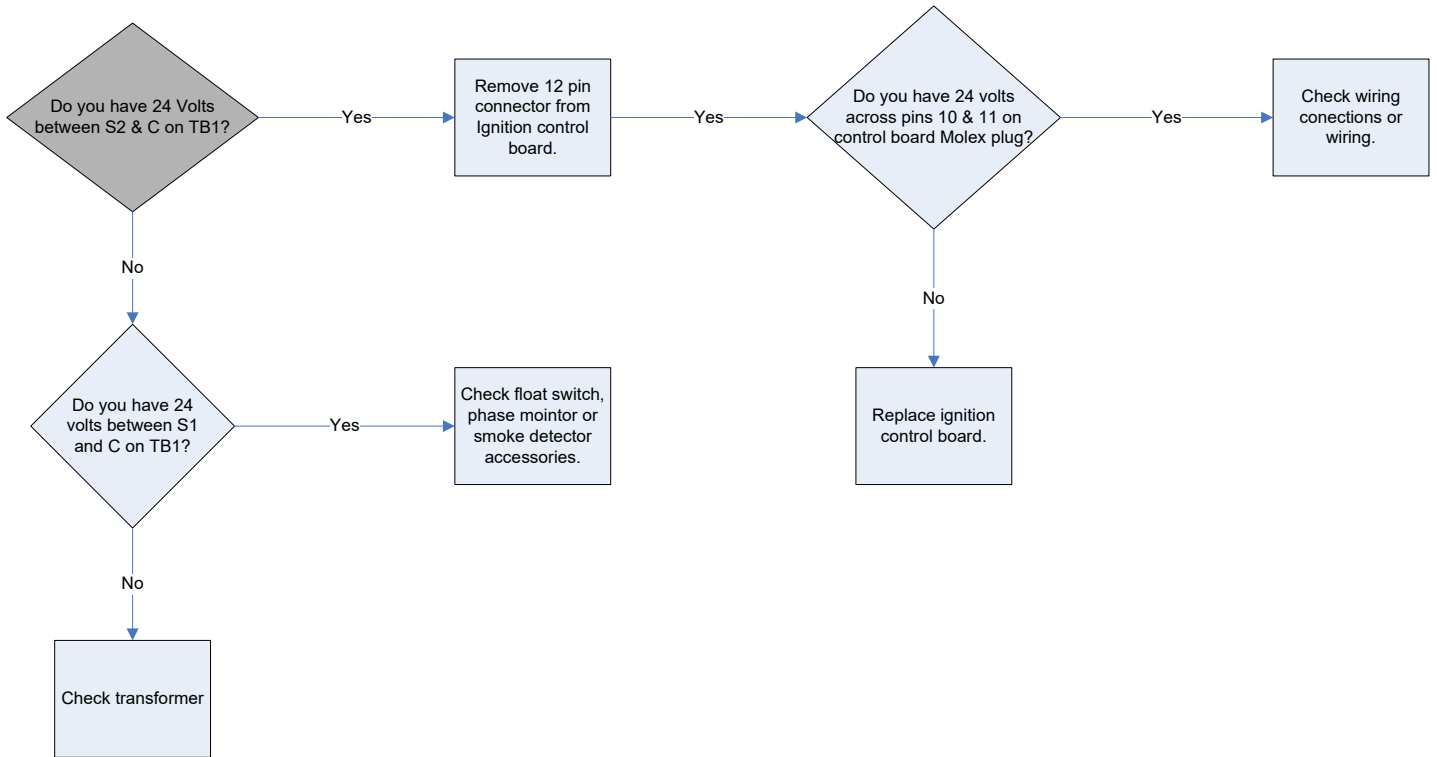 Do you have 24 Volts
between S2 & C on TB1?
Yes
Remove 12 pin
connector from
Ignition control
board.
Yes
Do you have 24 volts
across pins 10 & 11 on
control board Molex plug?
Yes
Check wiring
conections or
wiring.
No
No
Do you have 24
volts between S1
and C on TB1?
Yes
Check float switch,
phase mointor or
smoke detector
accessories.
Replace ignition
control board.
No
Check transformer